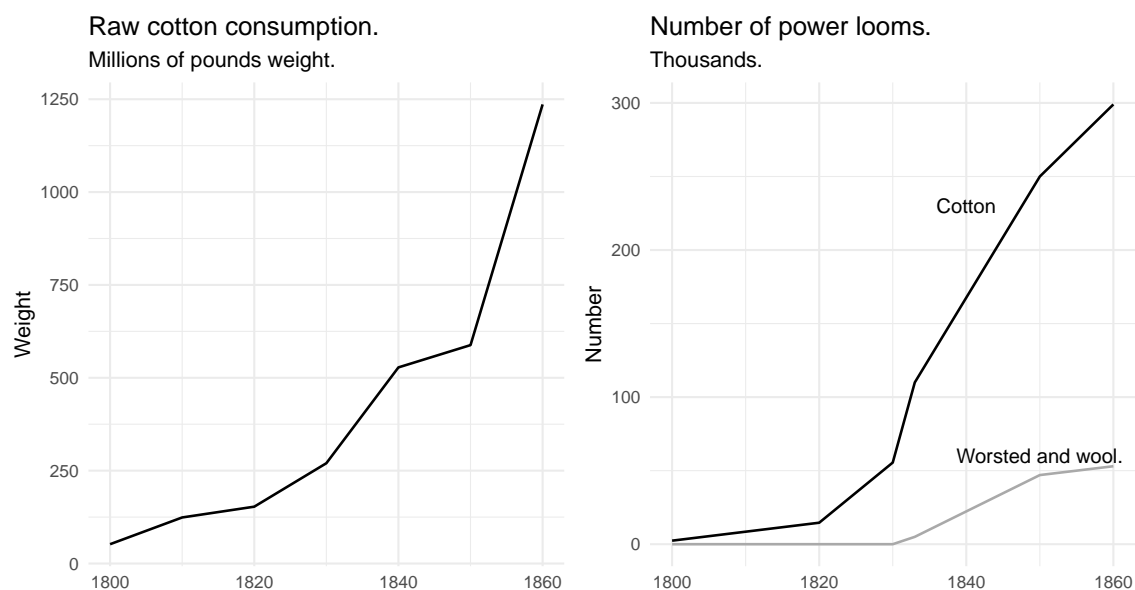 Raw cotton consumption.
Millions of pounds weight.
1250
1000
750
500
250
0
Weight
1800
1820
1840
1860
Number of power looms.
Thousands.
300
200
100
0
Number
Cotton
Worsted and wool.
1800
1820
1840
1860